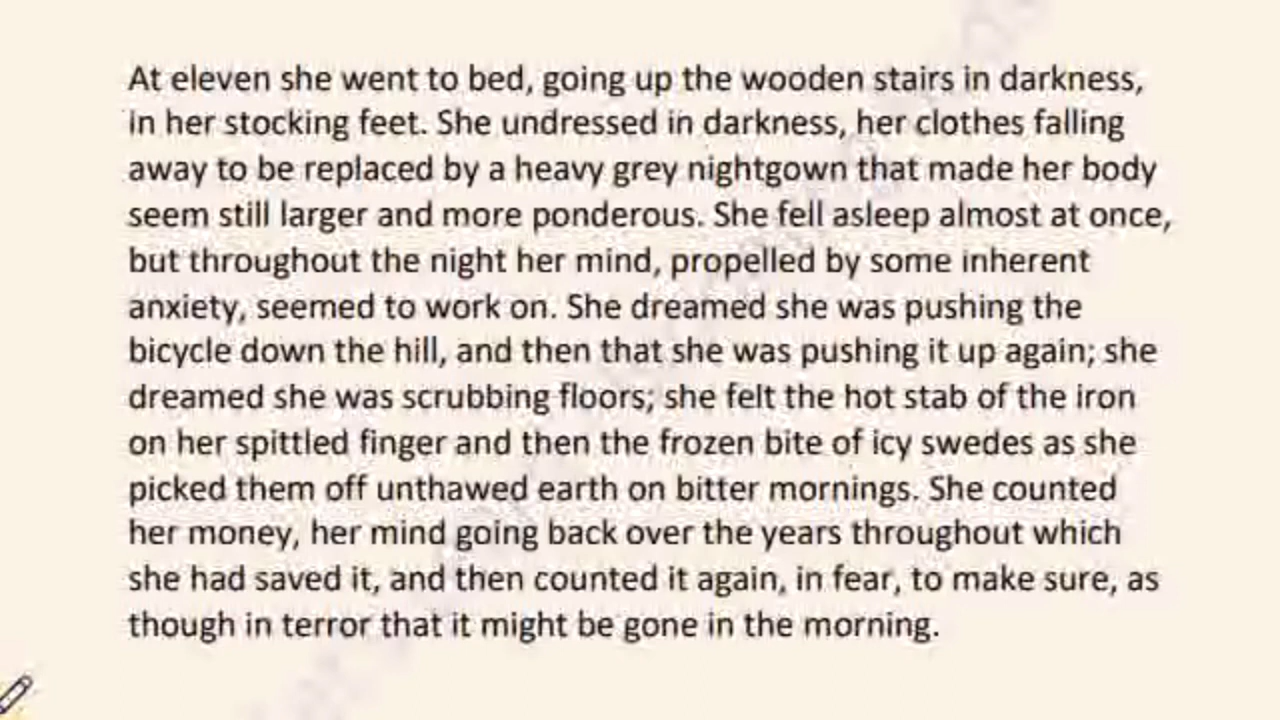 At eleven she went to bed, going up the wooden stairs in darkness,
in her stocking feet. She undressed in darkness, her clothes falling
away to be replaced by a heavy grey nightgown that made her body
seem still larger and more ponderous. She fell asleep almost at once,
but throughout the night her mind, propelled by some inherent
anxiety, seemed to work on. She dreamed she was pushing the
bicycle down the hill, and then that she was pushing it up again; she
dreamed she was scrubbing floors; she felt the hot stab of the iron
on her spittled finger and then the frozen bite of icy swedes as she
picked them off unthawed earth on bitter mornings. She counted
her money, her mind going back over the years throughout which
she had saved it, and then counted it again, in fear, to make sure, as
though in terror that it might be gone in the morning.